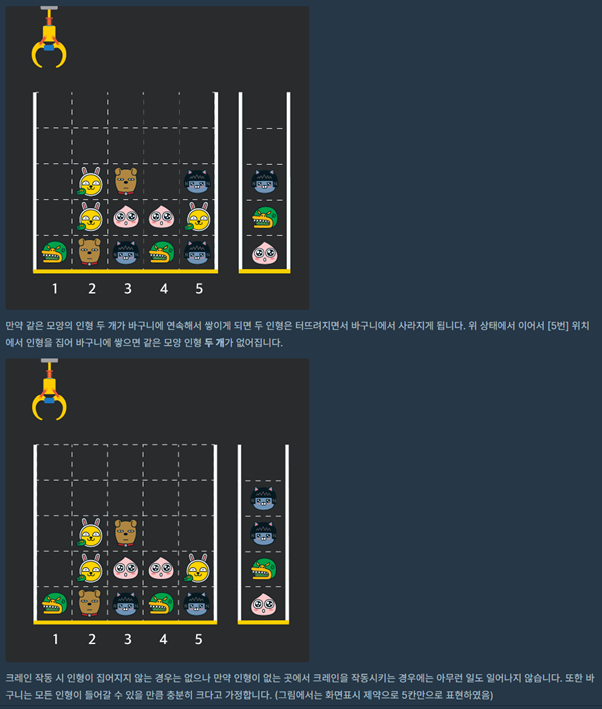 1 2 3 4 5
만약 같은 모양의 인형 두 개가 바구니에 연속해서 쌓이게 되면 두 인형은 터뜨려지면서 바구니에서 사라지게 됩니다. 위 상태에서 이어서 [5번] 위치
에서 인형을 집어 바구니에 쌓으면 같은 모양 인형 두 개가 없어집니다.
1 2 3 4 5
크레인 작동 시 인형이 집어지지 않는 경우는 없으나 만약 인형이 없는 곳에서 크레인을 작동시키는 경우에는 아무런 일도 일어나지 않습니다. 또한 바
구니는 모든 인형이 들어갈 수 있을 만큼 충분히 크다고 가정합니다. (그림에서는 화면표시 제약으로 5칸만으로 표현하였음)